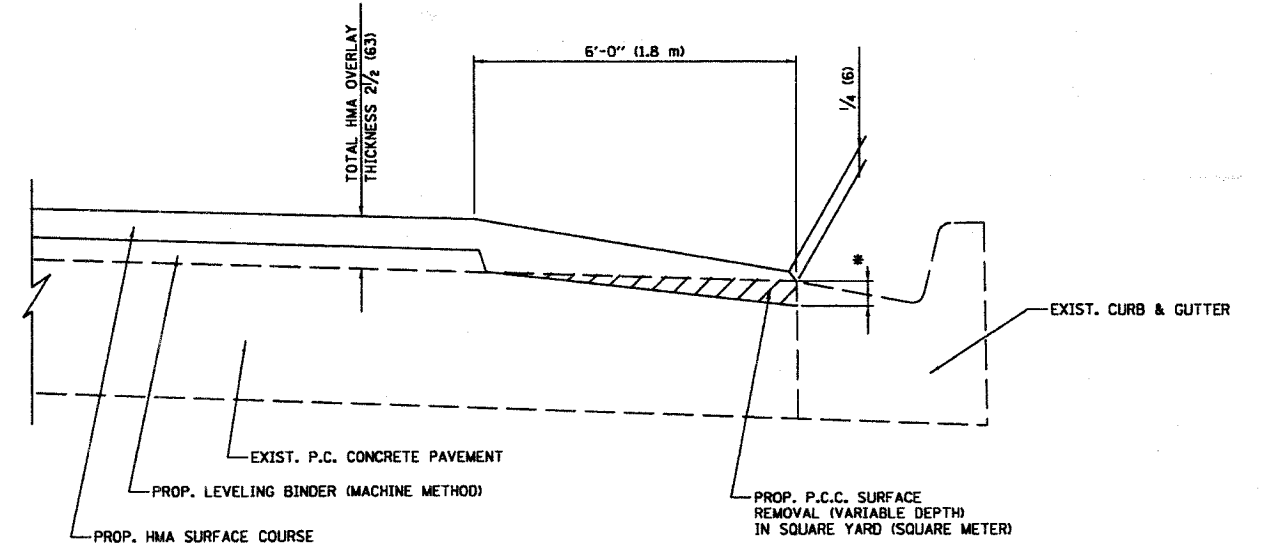 TOTAL HMA OVERLAY
THICKNESS 2 1/2 (63)
6'-0" (1.8 m)
1/4 (6)
*
EXIST. CURB & GUTTER
EXIST. P.C. CONCRETE PAVEMENT
PROP. LEVELING BINDER (MACHINE METHOD)
PROP. HMA SURFACE COURSE
PROP. P.C.C. SURFACE
REMOVAL (VARIABLE DEPTH)
IN SQUARE YARD (SQUARE METER)